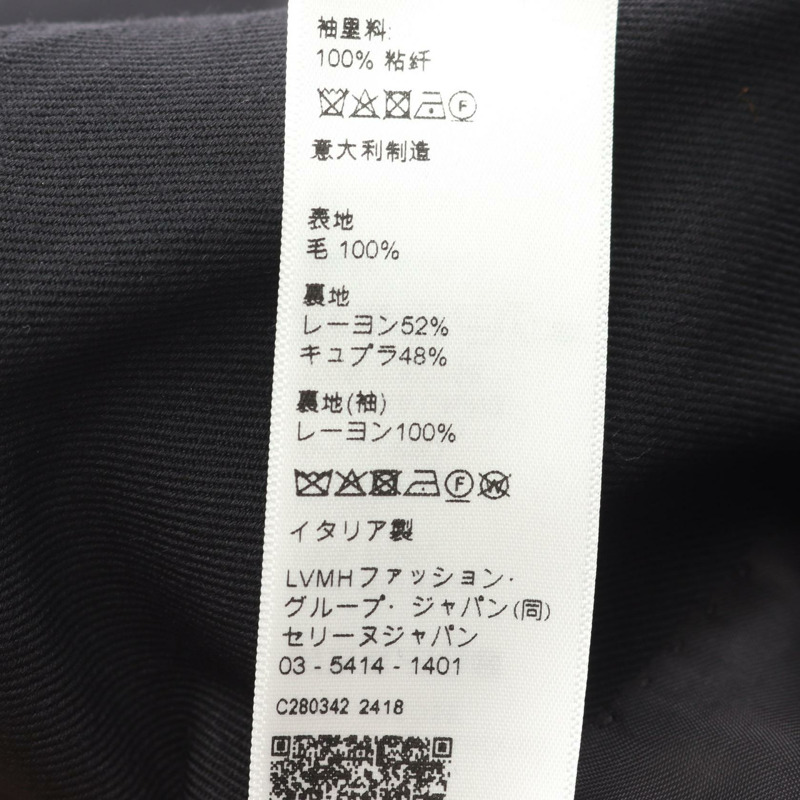 袖里料:
100% 粘纤
F
意大利制造
表地
毛 100%
裏地
レーヨン52%
キュプラ48%
裏地(袖)
レーヨン100%
F W
イタリア製
LVMHファッション・
グループ・ ジャパン(同)
セリーヌジャパン
03 - 5414 - 1401
C280342 2418